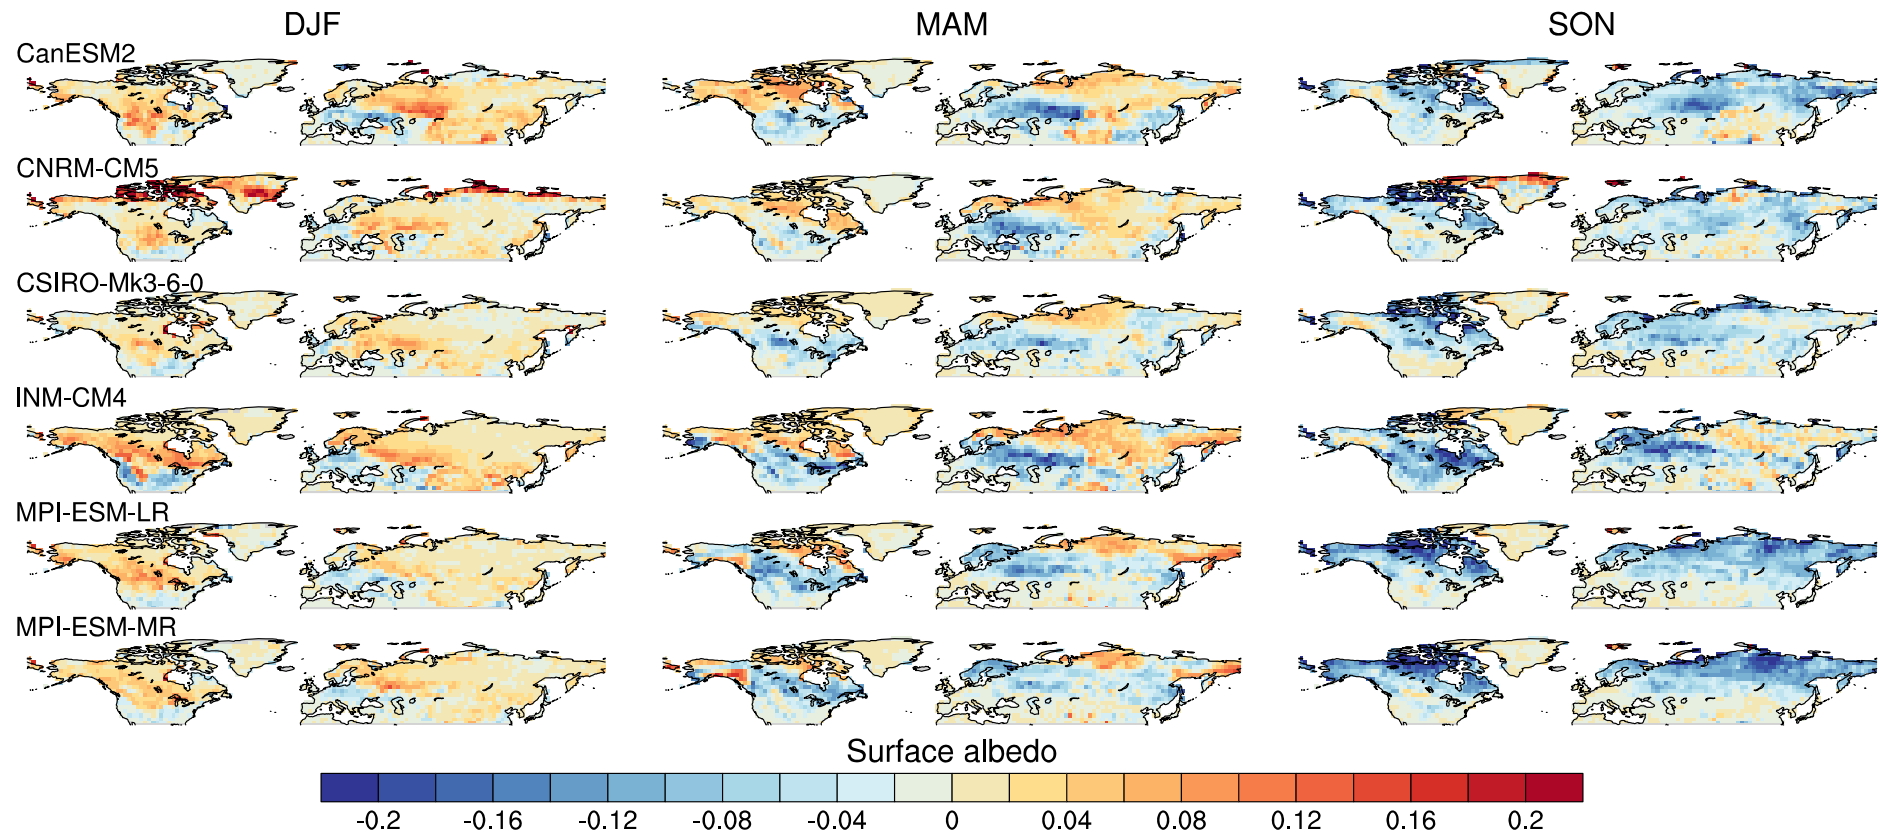 DJF MAM SON
CanESM2
CNRM-CM5
CSIRO-Mk3-6-0
INM-CM4
MPI-ESM-LR
MPI-ESM-MR
Surface albedo
-0.2 -0.16 -0.12 -0.08 -0.04 0 0.04 0.08 0.12 0.16 0.2